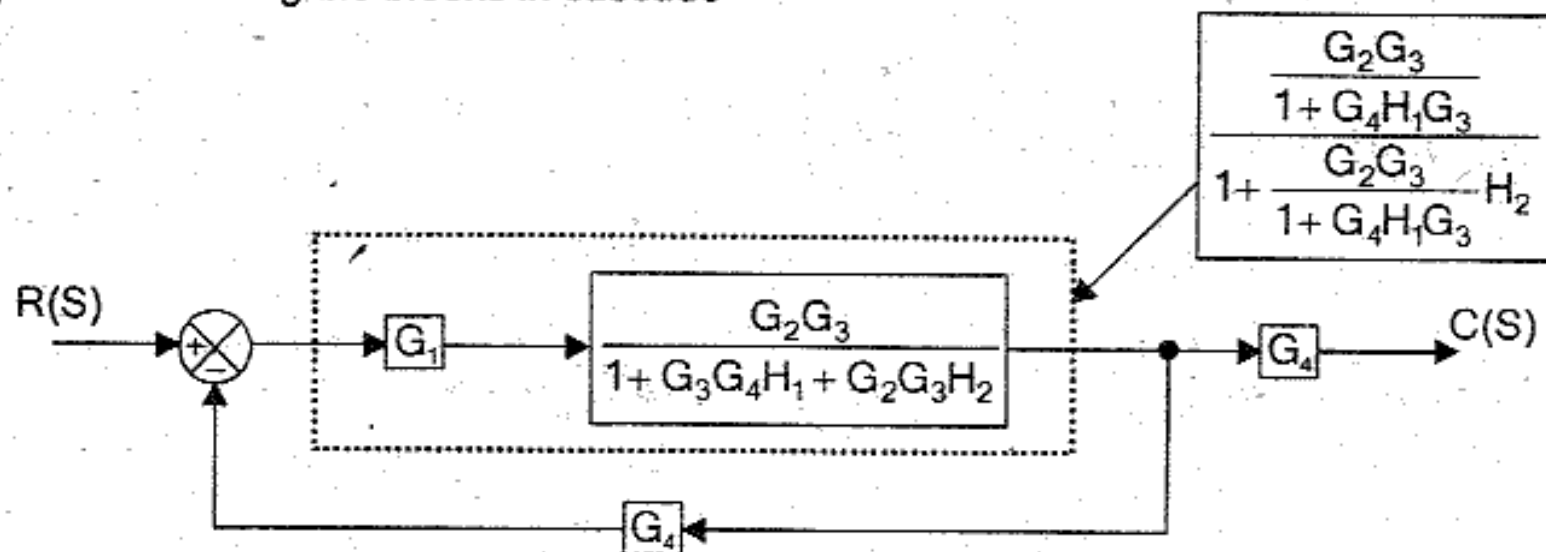 G₂G₃
1+ G₄H₁G₃
1+ G₂G₃ H₂
1+ G₄H₁G₃
R(S)
+
−
G₁
G₂G₃
1+ G₃G₄H₁ + G₂G₃H₂
G₄
C(S)
G₄